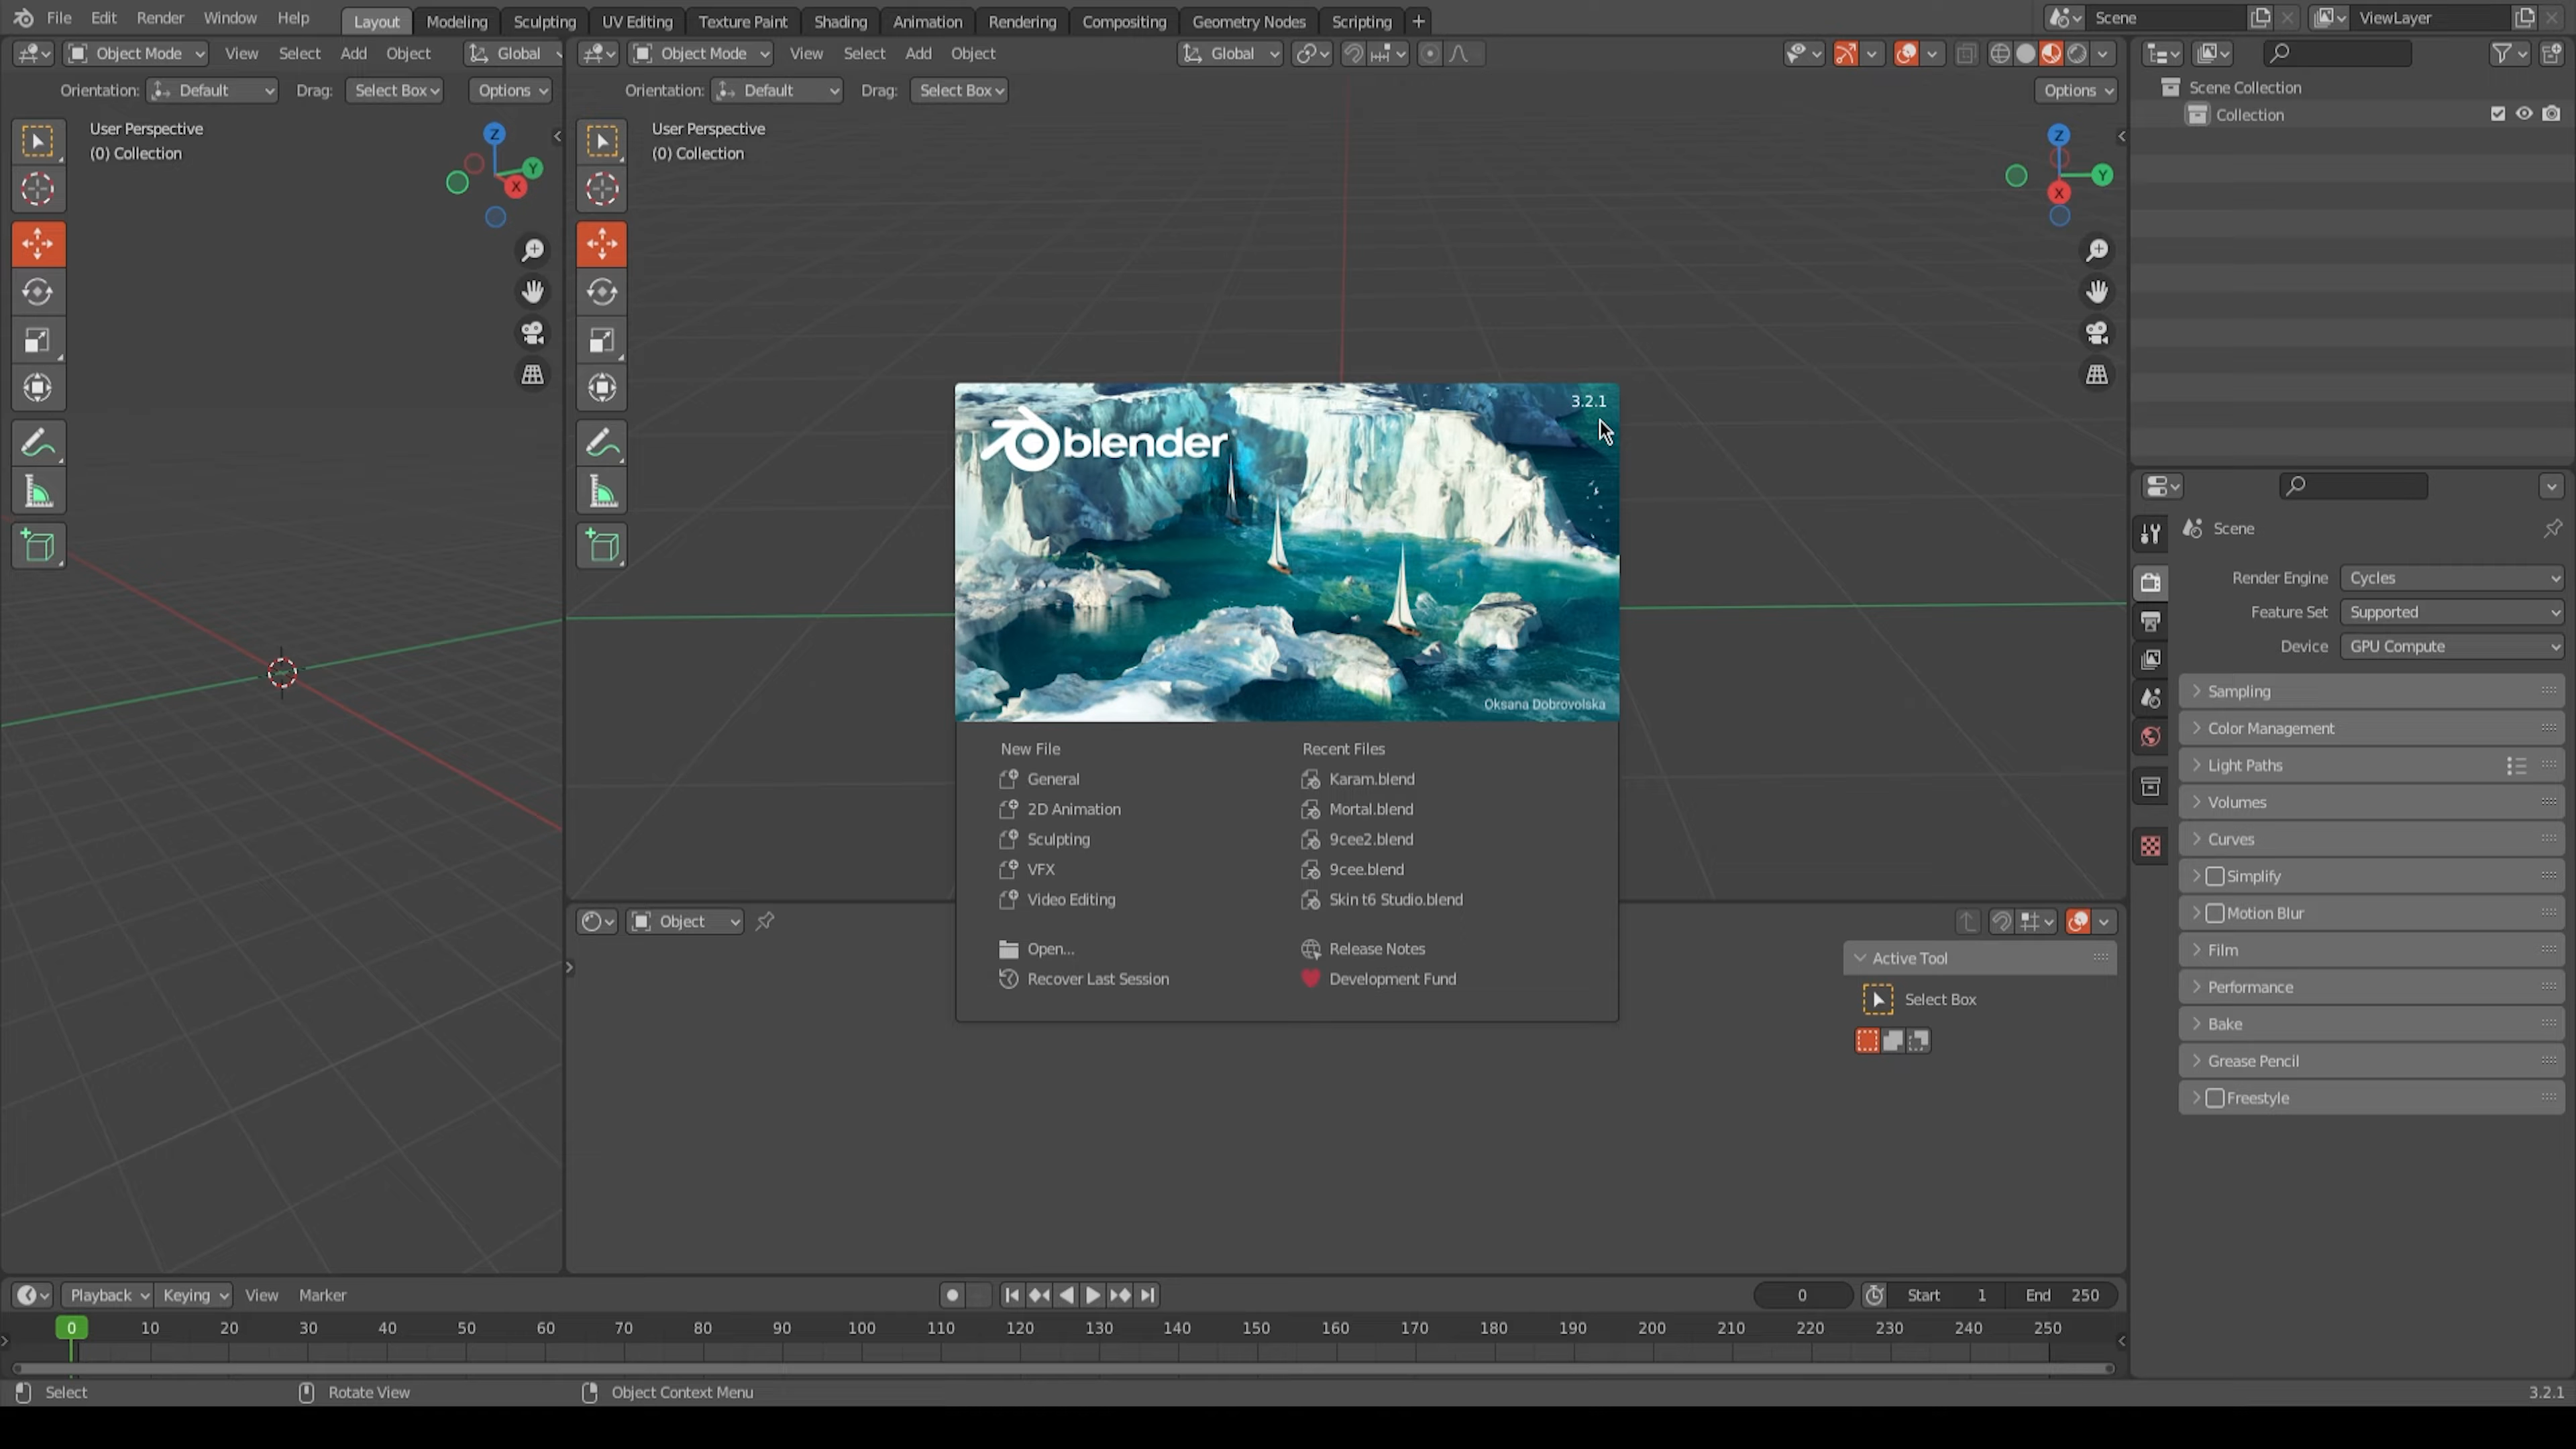 File Edit Render Window Help Layout Modeling Sculpting UV Editing Texture Paint Shading Animation Rendering Compositing Geometry Nodes Scripting + Scene ViewLayer
Object Mode View Select Add Object Global Object Mode View Select Add Object Global
Orientation: Default Drag: Select Box Options Orientation: Default Drag: Select Box Options
User Perspective
(0) Collection
Z
Y
X
User Perspective
(0) Collection
Z
Y
X
Scene Collection
Collection
3.2.1
blender
Oksana Dobrovolska
New File
General
2D Animation
Sculpting
VFX
Video Editing
Open...
Recover Last Session
Recent Files
Karam.blend
Mortal.blend
9cee2.blend
9cee.blend
Skin t6 Studio.blend
Release Notes
Development Fund
Scene
Render Engine Cycles
Feature Set Supported
Device GPU Compute
Sampling
Color Management
Light Paths
Volumes
Curves
Simplify
Motion Blur
Film
Performance
Bake
Grease Pencil
Freestyle
Object
Active Tool
Select Box
Playback Keying View Marker 0 Start 1 End 250
0 10 20 30 40 50 60 70 80 90 100 110 120 130 140 150 160 170 180 190 200 210 220 230 240 250
Select Rotate View Object Context Menu 3.2.1